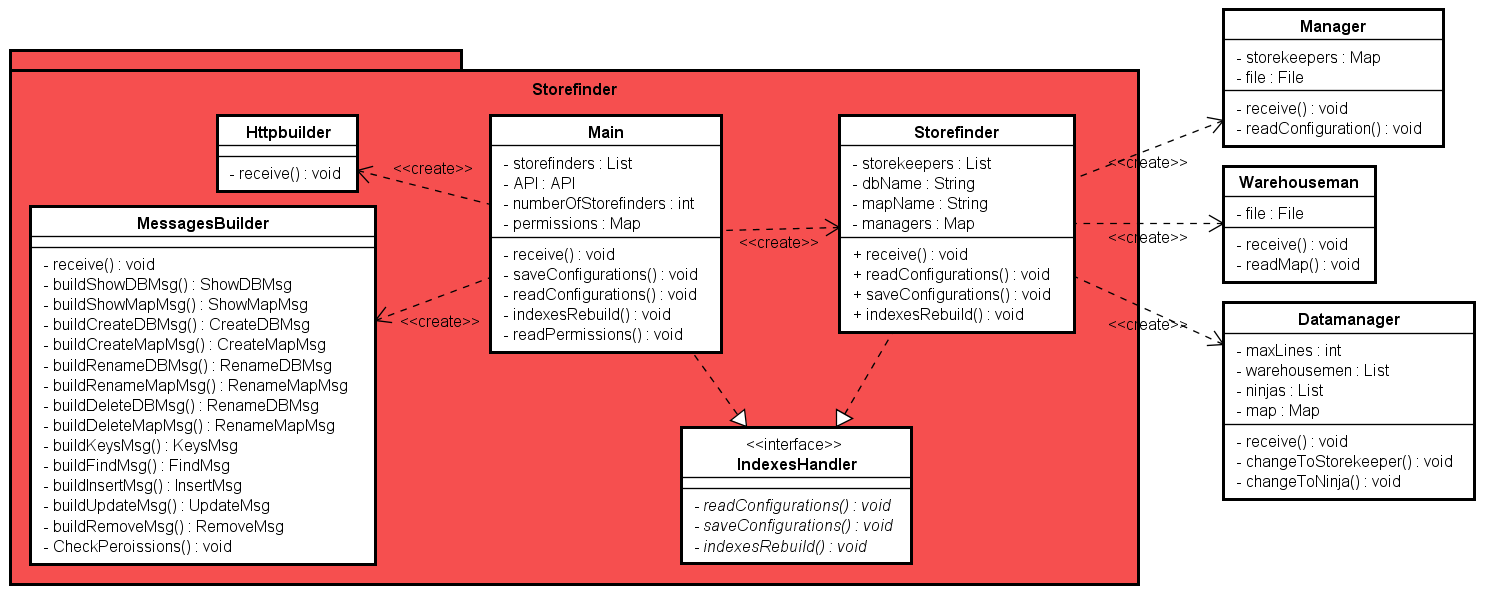 Storefinder
Httpbuilder
- receive() : void
MessagesBuilder
- receive() : void
- buildShowDBMsg() : ShowDBMsg
- buildShowMapMsg() : ShowMapMsg
- buildCreateDBMsg() : CreateDBMsg
- buildCreateMapMsg() : CreateMapMsg
- buildRenameDBMsg() : RenameDBMsg
- buildRenameMapMsg() : RenameMapMsg
- buildDeleteDBMsg() : RenameDBMsg
- buildDeleteMapMsg() : RenameMapMsg
- buildKeysMsg() : KeysMsg
- buildFindMsg() : FindMsg
- buildInsertMsg() : InsertMsg
- buildUpdateMsg() : UpdateMsg
- buildRemoveMsg() : RemoveMsg
- CheckPeroissions() : void
<<create>>
<<create>>
Main
- storefinders : List
- API : API
- numberOfStorefinders : int
- permissions : Map
- receive() : void
- saveConfigurations() : void
- readConfigurations() : void
- indexesRebuild() : void
- readPermissions() : void
<<create>>
Storefinder
- storekeepers : List
- dbName : String
- mapName : String
- managers : Map
+ receive() : void
+ readConfigurations() : void
+ saveConfigurations() : void
+ indexesRebuild() : void
<<interface>>
IndexesHandler
- readConfigurations() : void
- saveConfigurations() : void
- indexesRebuild() : void
<<create>>
<<create>>
<<create>>
Manager
- storekeepers : Map
- file : File
- receive() : void
- readConfiguration() : void
Warehouseman
- file : File
- receive() : void
- readMap() : void
Datamanager
- maxLines : int
- warehousemen : List
- ninjas : List
- map : Map
- receive() : void
- changeToStorekeeper() : void
- changeToNinja() : void